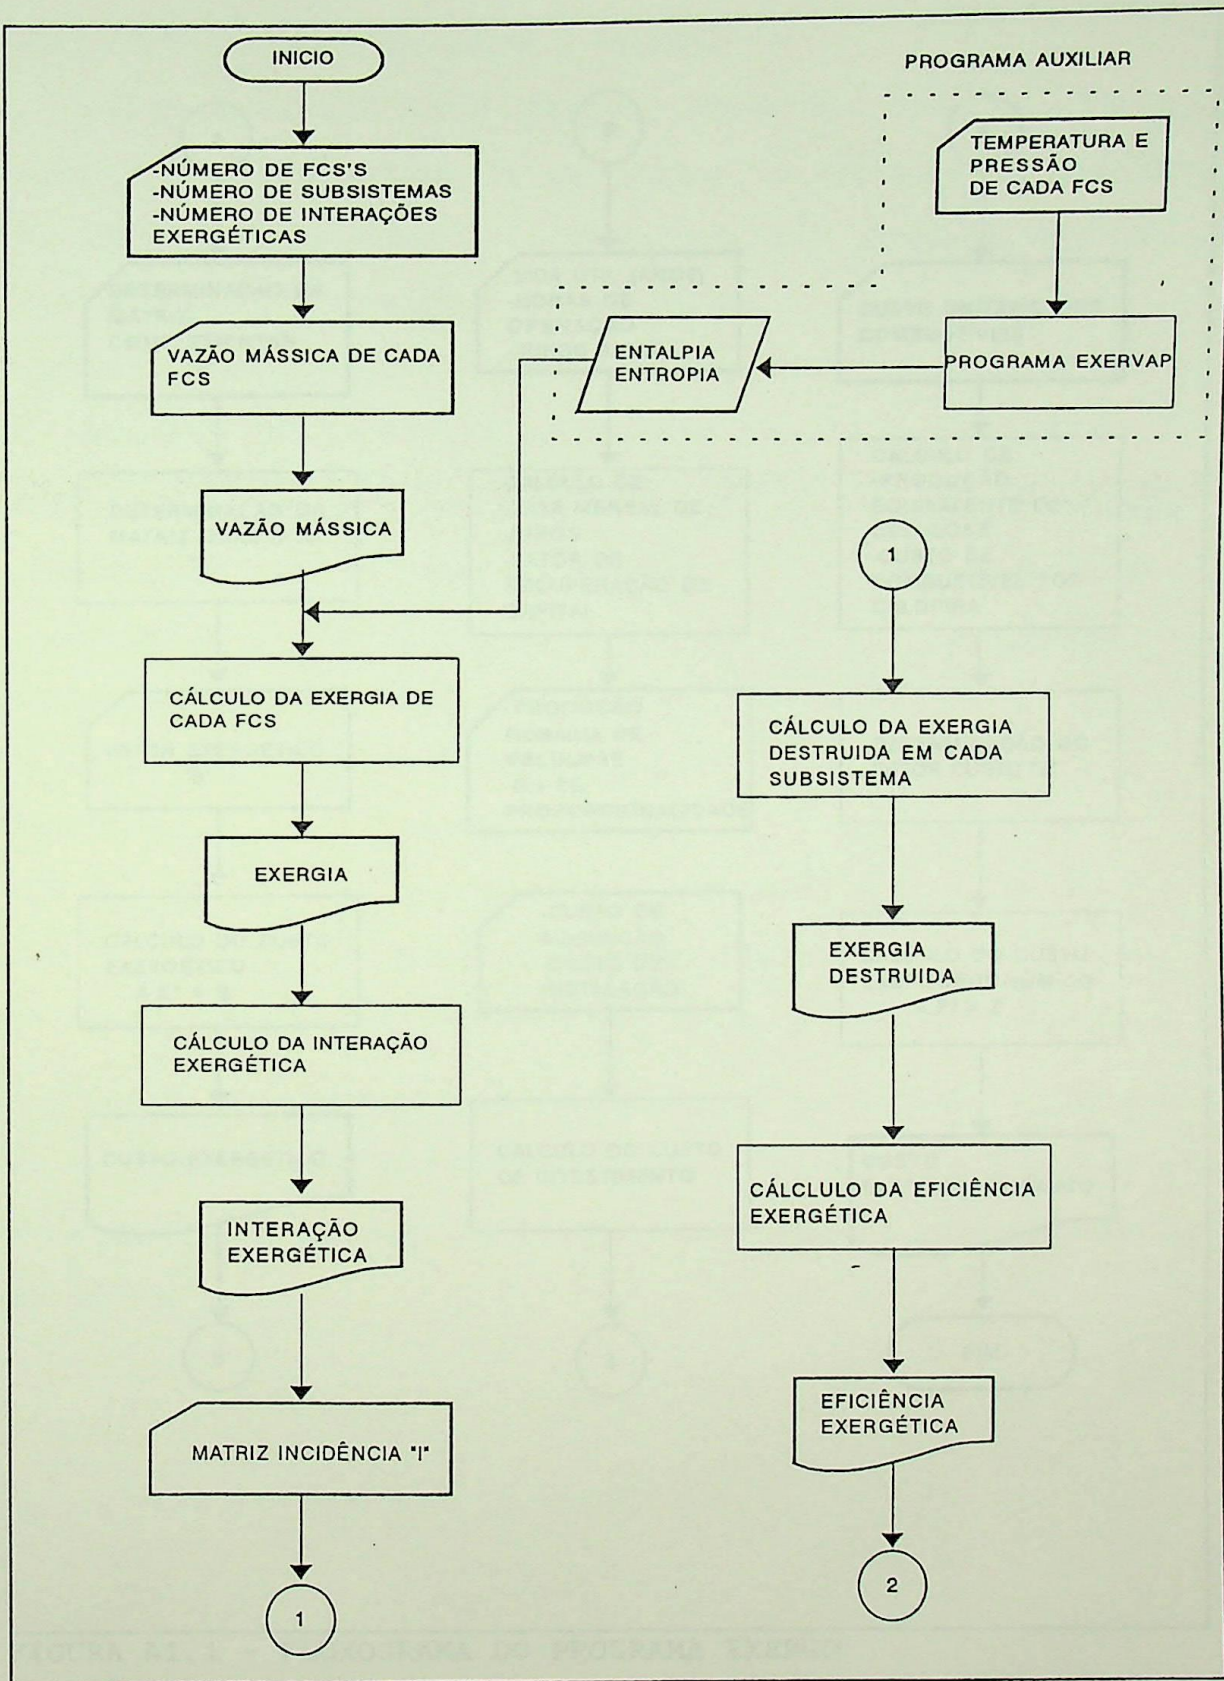 INICIO
-NÚMERO DE FCS'S
-NÚMERO DE SUBSISTEMAS
-NÚMERO DE INTERAÇÕES
EXERGÉTICAS
VAZÃO MÁSSICA DE CADA
FCS
VAZÃO MÁSSICA
CÁLCULO DA EXERGIA DE
CADA FCS
EXERGIA
CÁLCULO DA INTERAÇÃO
EXERGÉTICA
INTERAÇÃO
EXERGÉTICA
MATRIZ INCIDÊNCIA "I"
1
PROGRAMA AUXILIAR
TEMPERATURA E
PRESSÃO
DE CADA FCS
PROGRAMA EXERVAP
ENTALPIA
ENTROPIA
1
CÁLCULO DA EXERGIA
DESTRUIDA EM CADA
SUBSISTEMA
EXERGIA
DESTRUIDA
CÁLCLULO DA EFICIÊNCIA
EXERGÉTICA
EFICIÊNCIA
EXERGÉTICA
2